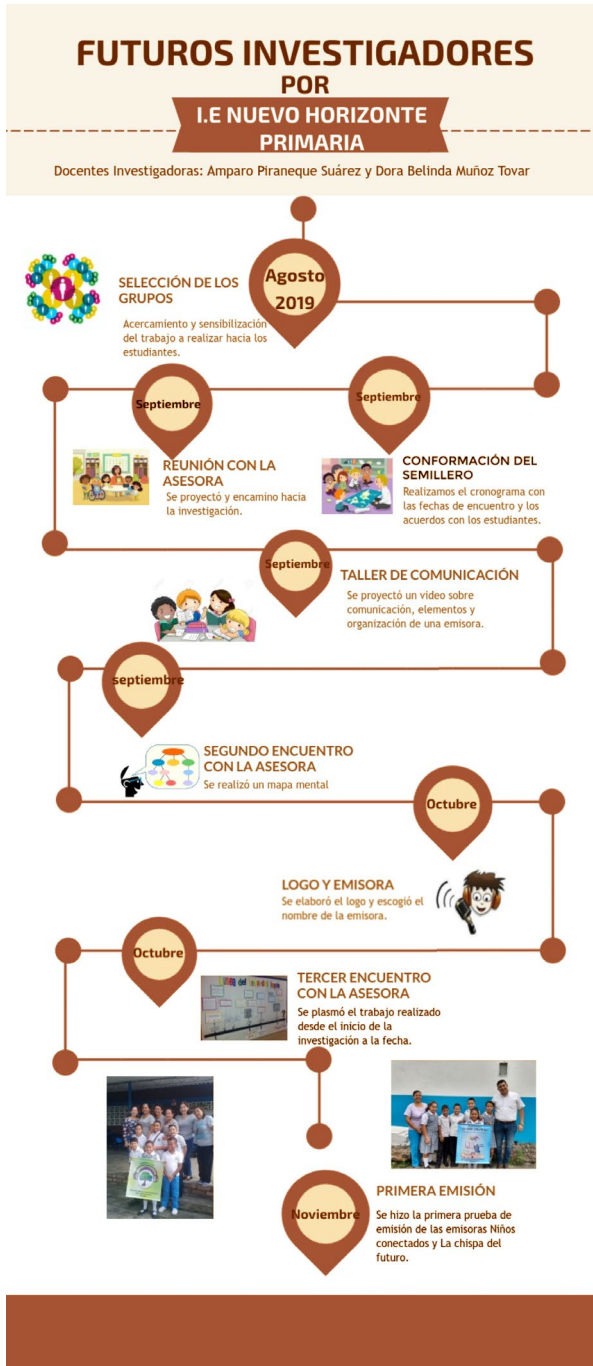 FUTUROS INVESTIGADORES
POR
I.E NUEVO HORIZONTE
PRIMARIA
Docentes Investigadoras: Amparo Piraneque Suárez y Dora Belinda Muñoz Tovar
Agosto
2019
SELECCIÓN DE LOS
GRUPOS
Acercamiento y sensibilización
del trabajo a realizar hacia los
estudiantes.
Septiembre
Septiembre
REUNIÓN CON LA
ASESORA
Se proyectó y encamino hacia
la investigación.
CONFORMACIÓN DEL
SEMILLERO
Realizamos el cronograma con
las fechas de encuentro y los
acuerdos con los estudiantes.
Septiembre
TALLER DE COMUNICACIÓN
Se proyectó un video sobre
comunicación, elementos y
organización de una emisora.
septiembre
SEGUNDO ENCUENTRO
CON LA ASESORA
Se realizó un mapa mental
Octubre
LOGO Y EMISORA
Se elaboró el logo y escogió el
nombre de la emisora.
Octubre
TERCER ENCUENTRO
CON LA ASESORA
Se plasmó el trabajo realizado
desde el inicio de la
investigación a la fecha.
Noviembre
PRIMERA EMISIÓN
Se hizo la primera prueba de
emisión de las emisoras Niños
conectados y La chispa del
futuro.